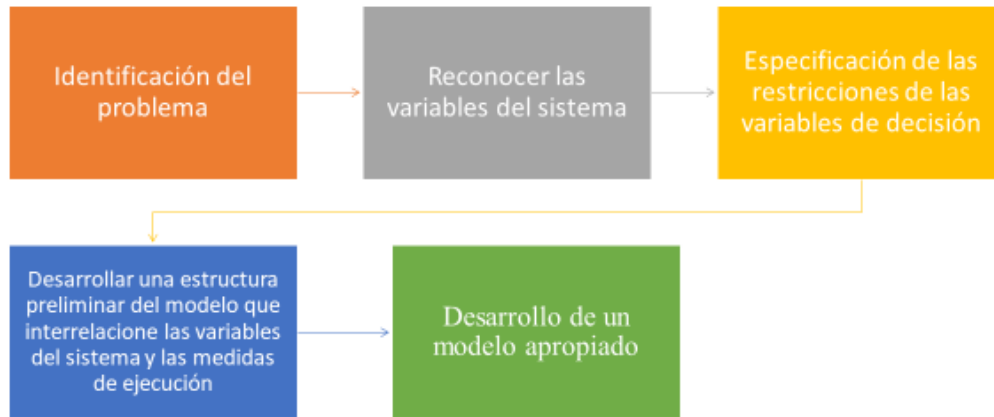 Identificación del
problema
Reconocer las
variables del sistema
Especificación de las
restricciones de las
variables de decisión
Desarrollar una estructura
preliminar del modelo que
interrelacione las variables
del sistema y las medidas
de ejecución
Desarrollo de un
modelo apropiado